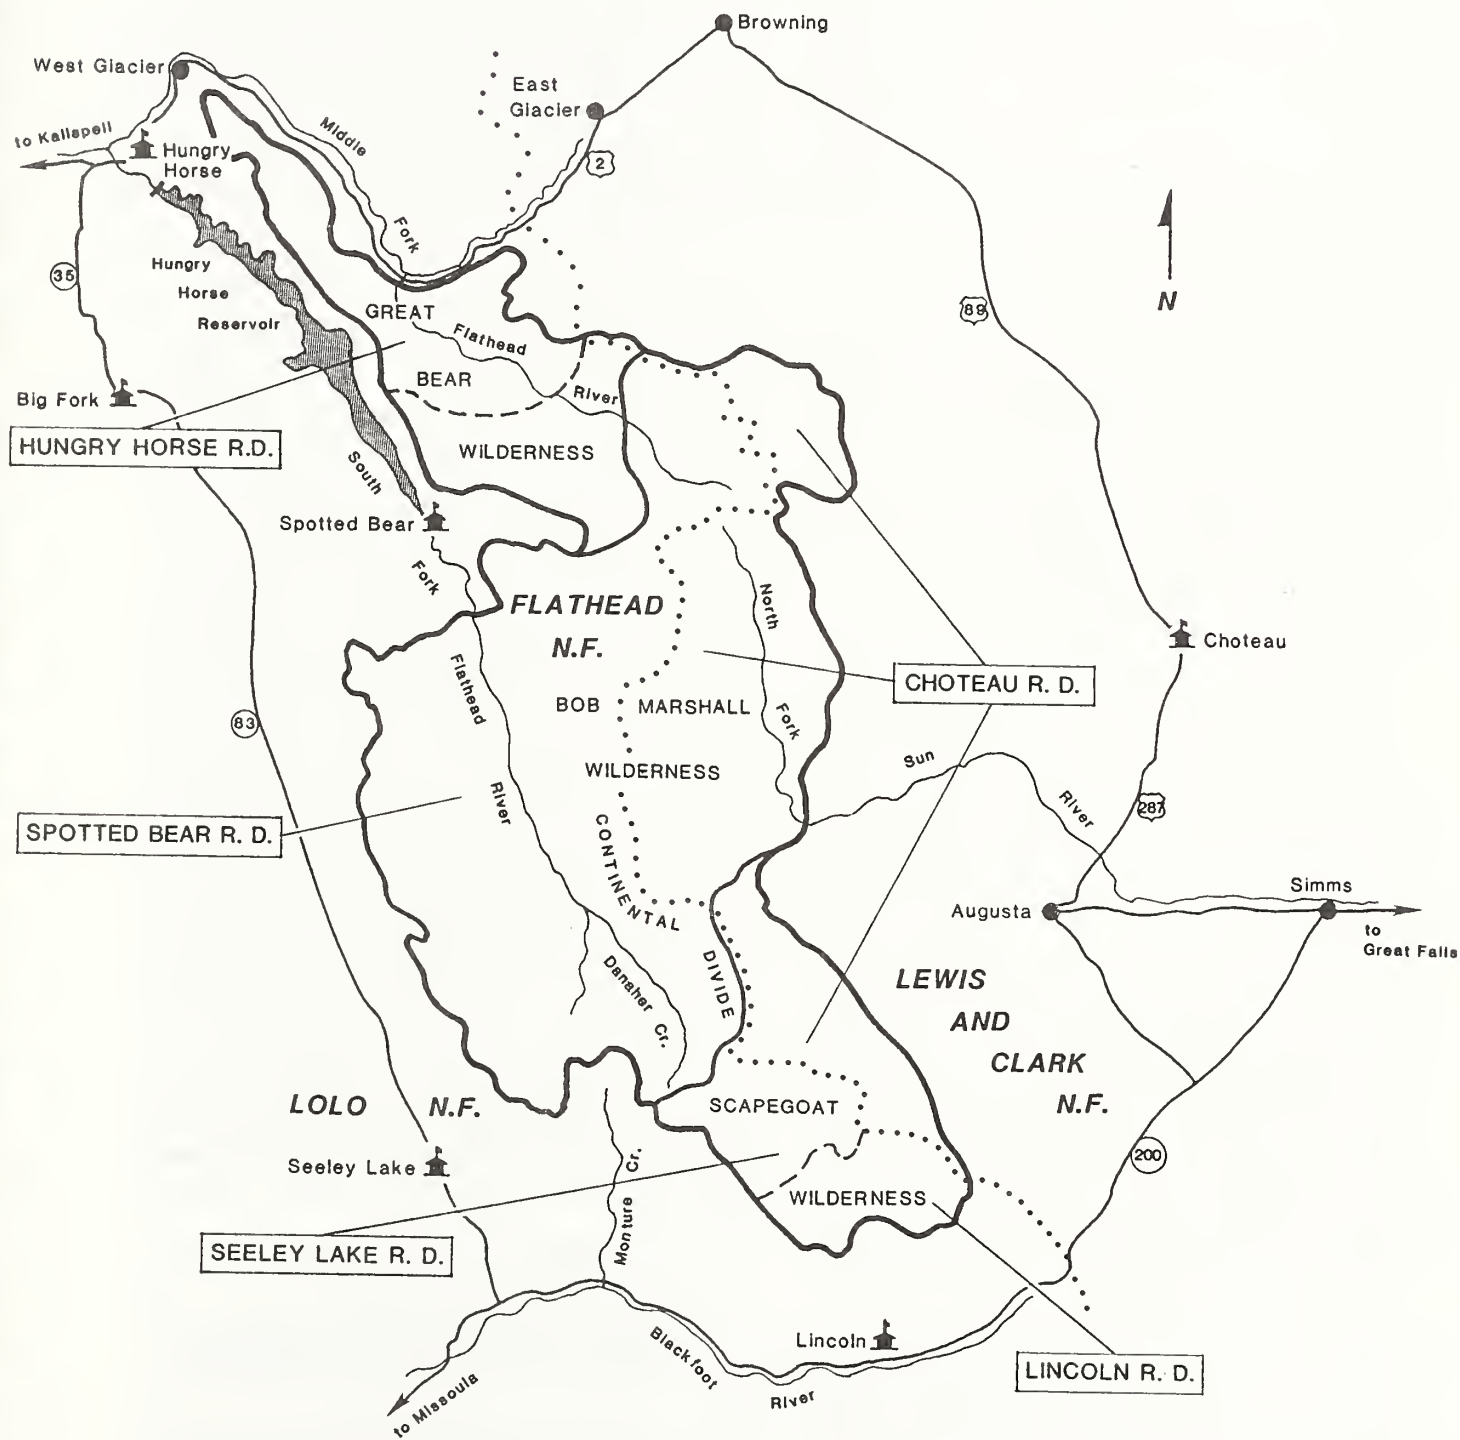 Browning
West Glacier
East
Glacier
Middle
Fork
to Kalispell
Hungry
Horse
2
35
Hungry
Horse
Reservoir
N
89
GREAT
Flathead
River
BEAR
Big Fork
HUNGRY HORSE R.D.
WILDERNESS
South
Fork
Spotted Bear
FLATHEAD
N.F.
North
Fork
Choteau
Flathead
River
CHOTEAU R. D.
BOB MARSHALL
WILDERNESS
83
Sun
River
287
SPOTTED BEAR R. D.
CONTINENTAL
DIVIDE
Simms
Augusta
to
Great Falls
Danaher Cr.
LEWIS
AND
CLARK
N.F.
LOLO N.F.
SCAPEGOAT
Seeley Lake
200
WILDERNESS
Monture Cr.
SEELEY LAKE R. D.
Lincoln
Blackfoot
River
LINCOLN R. D.
to Missoula